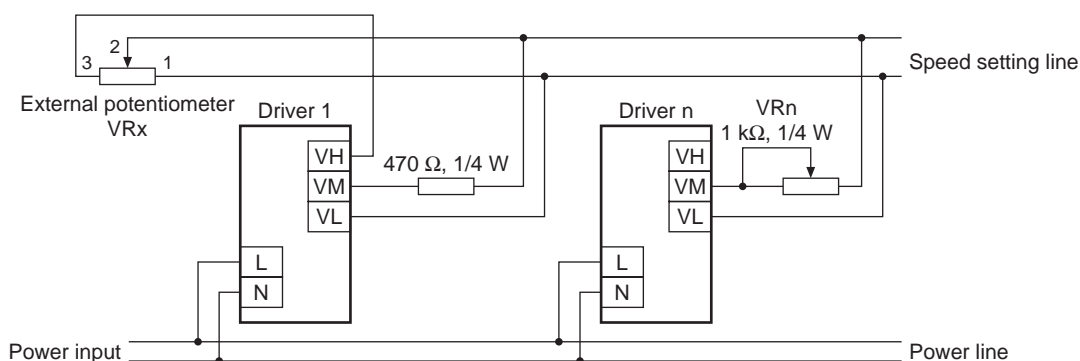 2
3
1
Speed setting line
External potentiometer
VRx
Driver 1
VH
VM
VL
470 Ω, 1/4 W
L
N
Driver n
VRn
1 kΩ, 1/4 W
VH
VM
VL
L
N
Power input
Power line